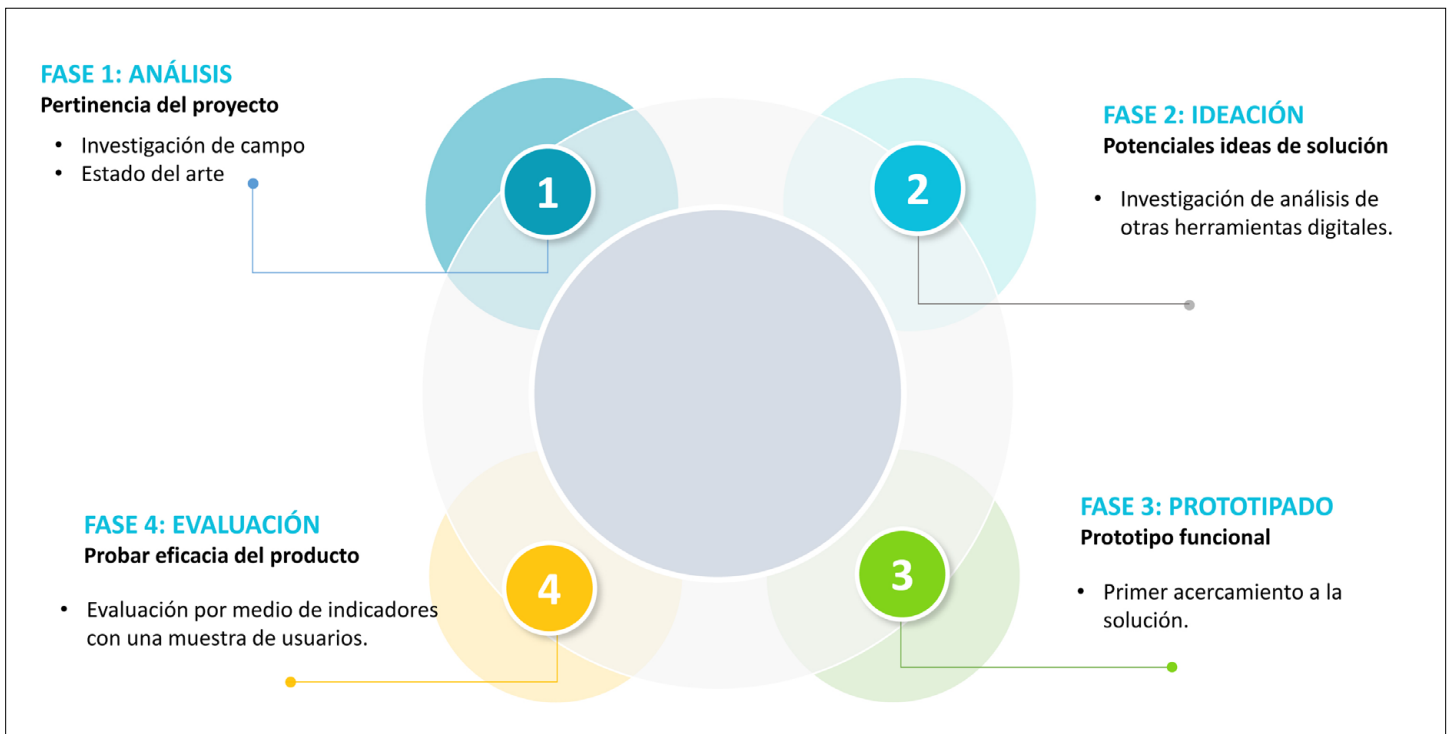 FASE 1: ANÁLISIS
Pertinencia del proyecto
• Investigación de campo
• Estado del arte
1
FASE 2: IDEACIÓN
Potenciales ideas de solución
• Investigación de análisis de
otras herramientas digitales.
2
FASE 3: PROTOTIPADO
Prototipo funcional
• Primer acercamiento a la
solución.
3
FASE 4: EVALUACIÓN
Probar eficacia del producto
• Evaluación por medio de indicadores
con una muestra de usuarios.
4